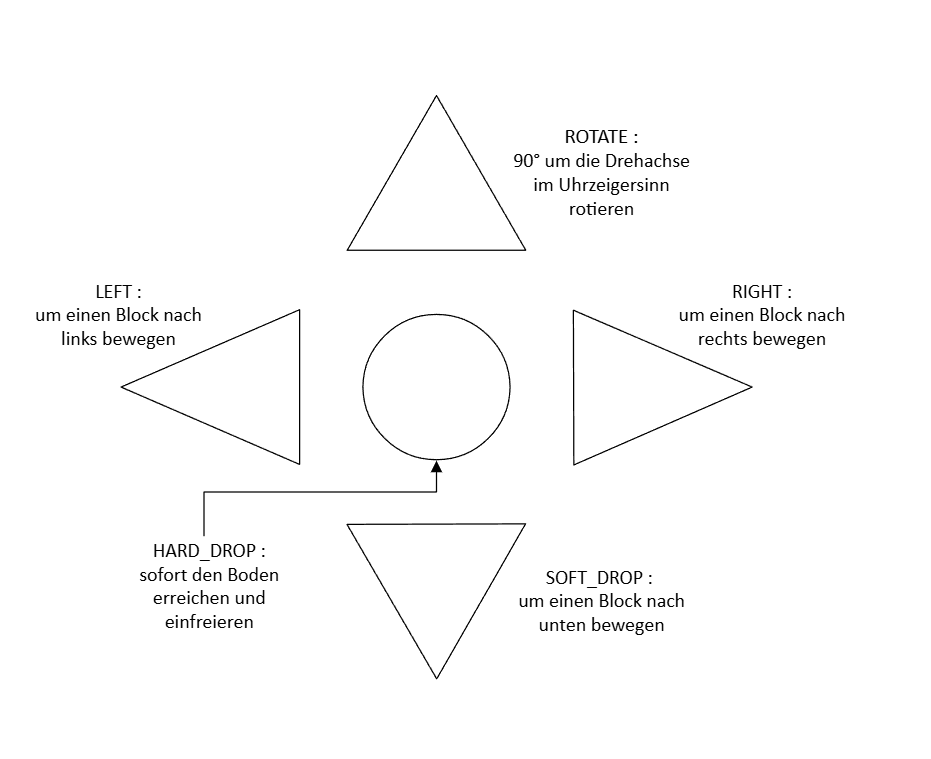 ROTATE :
90° um die Drehachse
im Uhrzeigersinn
rotieren
LEFT :
um einen Block nach
links bewegen
RIGHT :
um einen Block nach
rechts bewegen
HARD_DROP :
sofort den Boden
erreichen und
einfreieren
SOFT_DROP :
um einen Block nach
unten bewegen